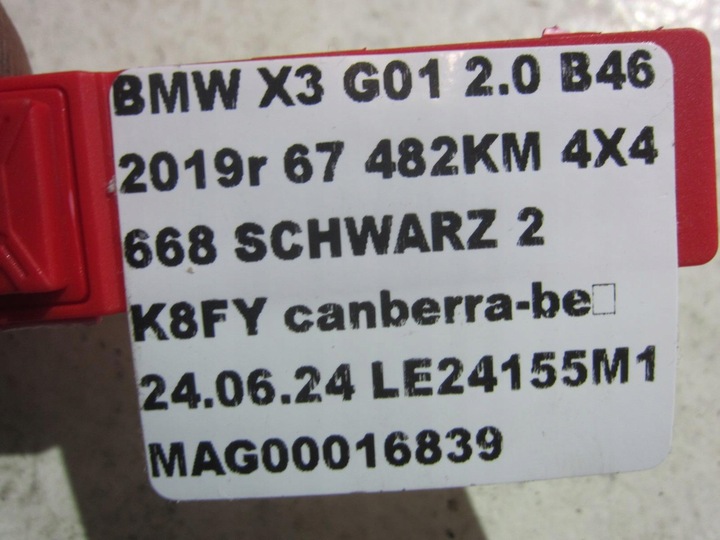 BMW X3 G01 2.0 B46
2019r 67 482KM 4X4
668 SCHWARZ 2
K8FY canberra-be□
24.06.24 LE24155M1
MAG00016839